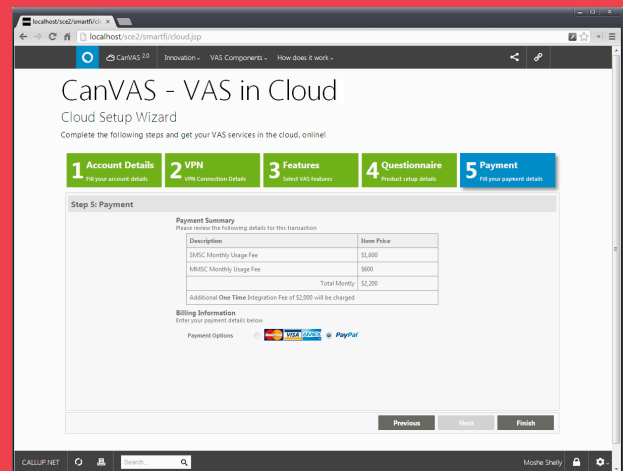 localhost/sce2/smartfi/clo
localhost/sce2/smartfi/cloud.jsp
CanVAS 2.0 Innovation VAS Components How does it work
CanVAS - VAS in Cloud
Cloud Setup Wizard
Complete the following steps and get your VAS services in the cloud, online!
1 Account Details
Fill your account details
2 VPN
VPN Connection Details
3 Features
Select VAS features
4 Questionnaire
Product setup details
5 Payment
Fill your payment details
Step 5: Payment
Payment Summary
Please review the following details for this transaction
Description Item Price
SMSC Monthly Usage Fee $1,600
MMSC Monthly Usage Fee $600
Total Montly $2,200
Additional One Time Integration Fee of $2,000 will be charged
Billing Information
Enter your payment details below
Payment Options VISA AMEX PayPal
Previous Next Finish
CALLUP.NET Search... Moshe Shelly